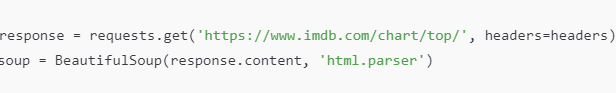 response = requests.get('https://www.imdb.com/chart/top/', headers=headers)
soup = BeautifulSoup(response.content, 'html.parser')